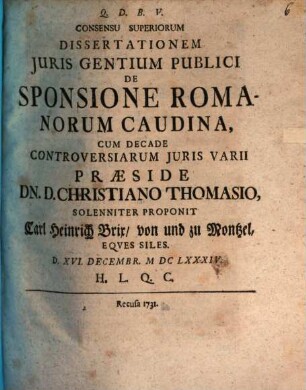 6
Q. D. B. V.
CONSENSU SUPERIORUM
DISSERTATIONEM
JURIS GENTIUM PUBLICI
DE
SPONSIONE ROMA-
NORUM CAUDINA,
CUM DECADE
CONTROVERSIARUM JURIS VARII
PRÆSIDE
DN. D. CHRISTIANO THOMASIO,
SOLENNITER PROPONIT
Carl Heinrich Brix/ von und zu Montzel,
EQVES SILES.
D. XVI. DECEMBR. M DC LXXXIV.
H. L. Q. C.
Recusa 1731.